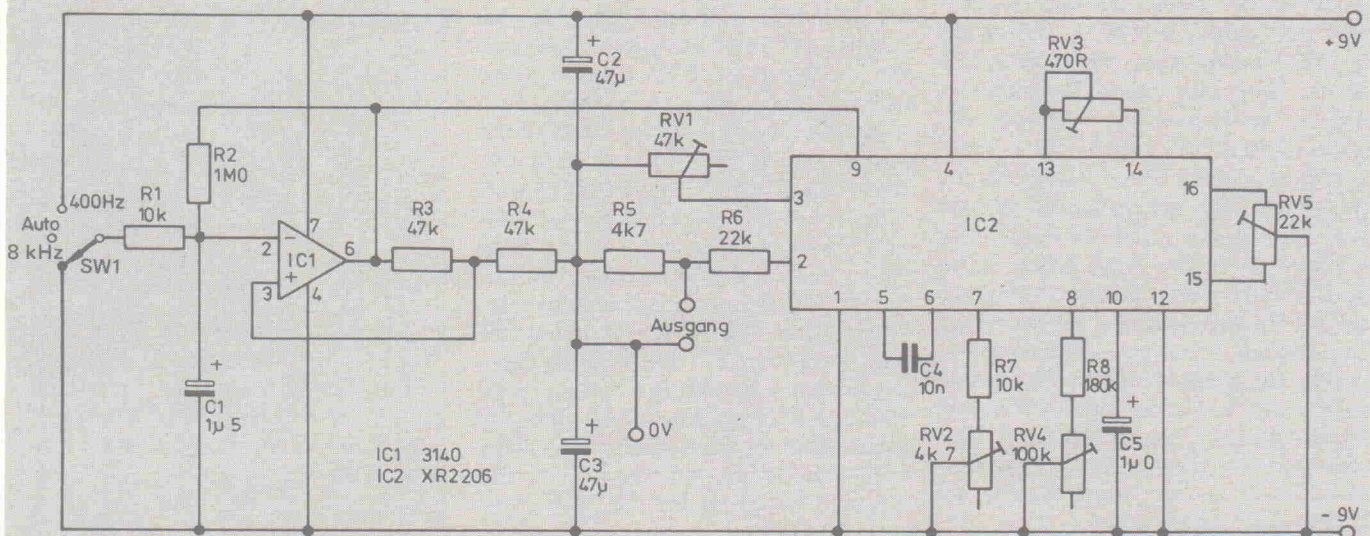 +
C2
47µ
+9V
RV3
470R
RV1
47k
R2
1M0
9
4
13
14
R1
10k
400Hz
Auto
8 kHz
SW1
7
2
−
6
IC1
+
3
4
R3
47k
R4
47k
R5
4k7
R6
22k
3
2
IC2
16
15
RV5
22k
1
5
6
7
8
10
12
Ausgang
+
C1
1µ5
C4
10n
R7
10k
R8
180k
+
C5
1µ0
RV2
4k7
RV4
100k
0V
+
C3
47µ
IC1 3140
IC2 XR2206
- 9V